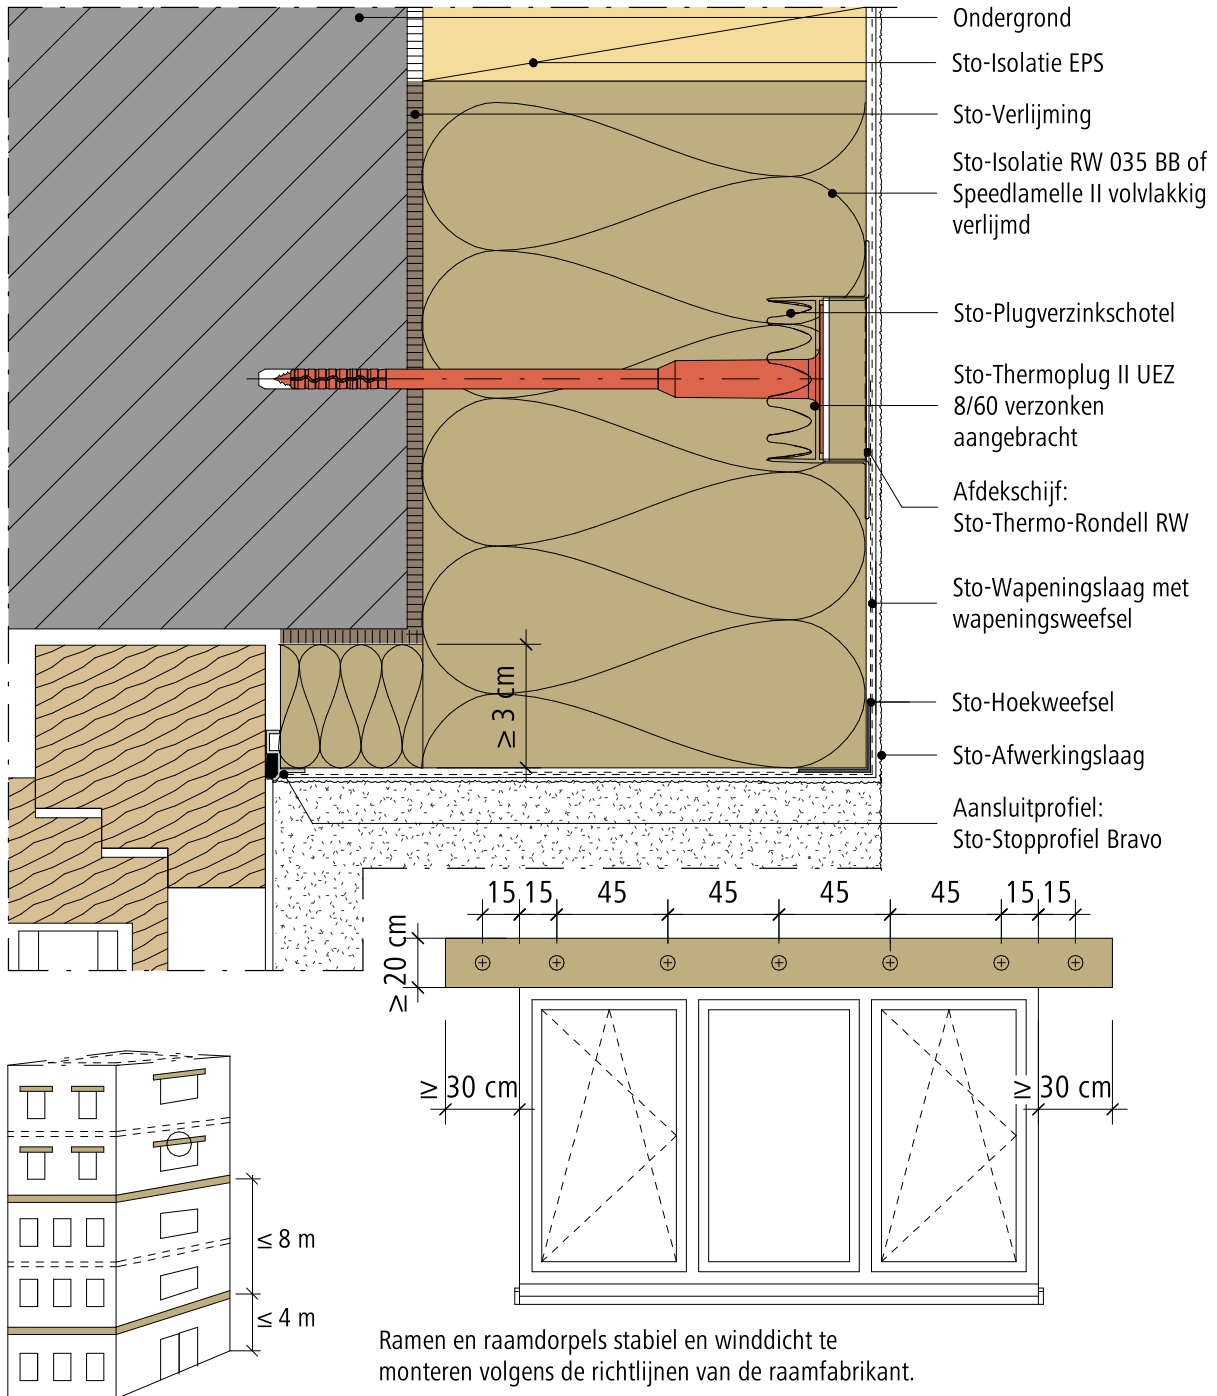 Ondergrond
Sto-Isolatie EPS
Sto-Verlijming
Sto-Isolatie RW 035 BB of
Speedlamelle II volvlakkig
verlijmd
Sto-Plugverzinkschotel
Sto-Thermoplug II UEZ
8/60 verzonken
aangebracht
Afdekschijf:
Sto-Thermo-Rondell RW
Sto-Wapeningslaag met
wapeningsweefsel
≥ 3 cm
Sto-Hoekweefsel
Sto-Afwerkingslaag
Aansluitprofiel:
Sto-Stopprofiel Bravo
15 15 45 45 45 45 15 15
≥ 20 cm
≥ 30 cm ≥ 30 cm
≤ 8 m
≤ 4 m
Ramen en raamdorpels stabiel en winddicht te
monteren volgens de richtlijnen van de raamfabrikant.